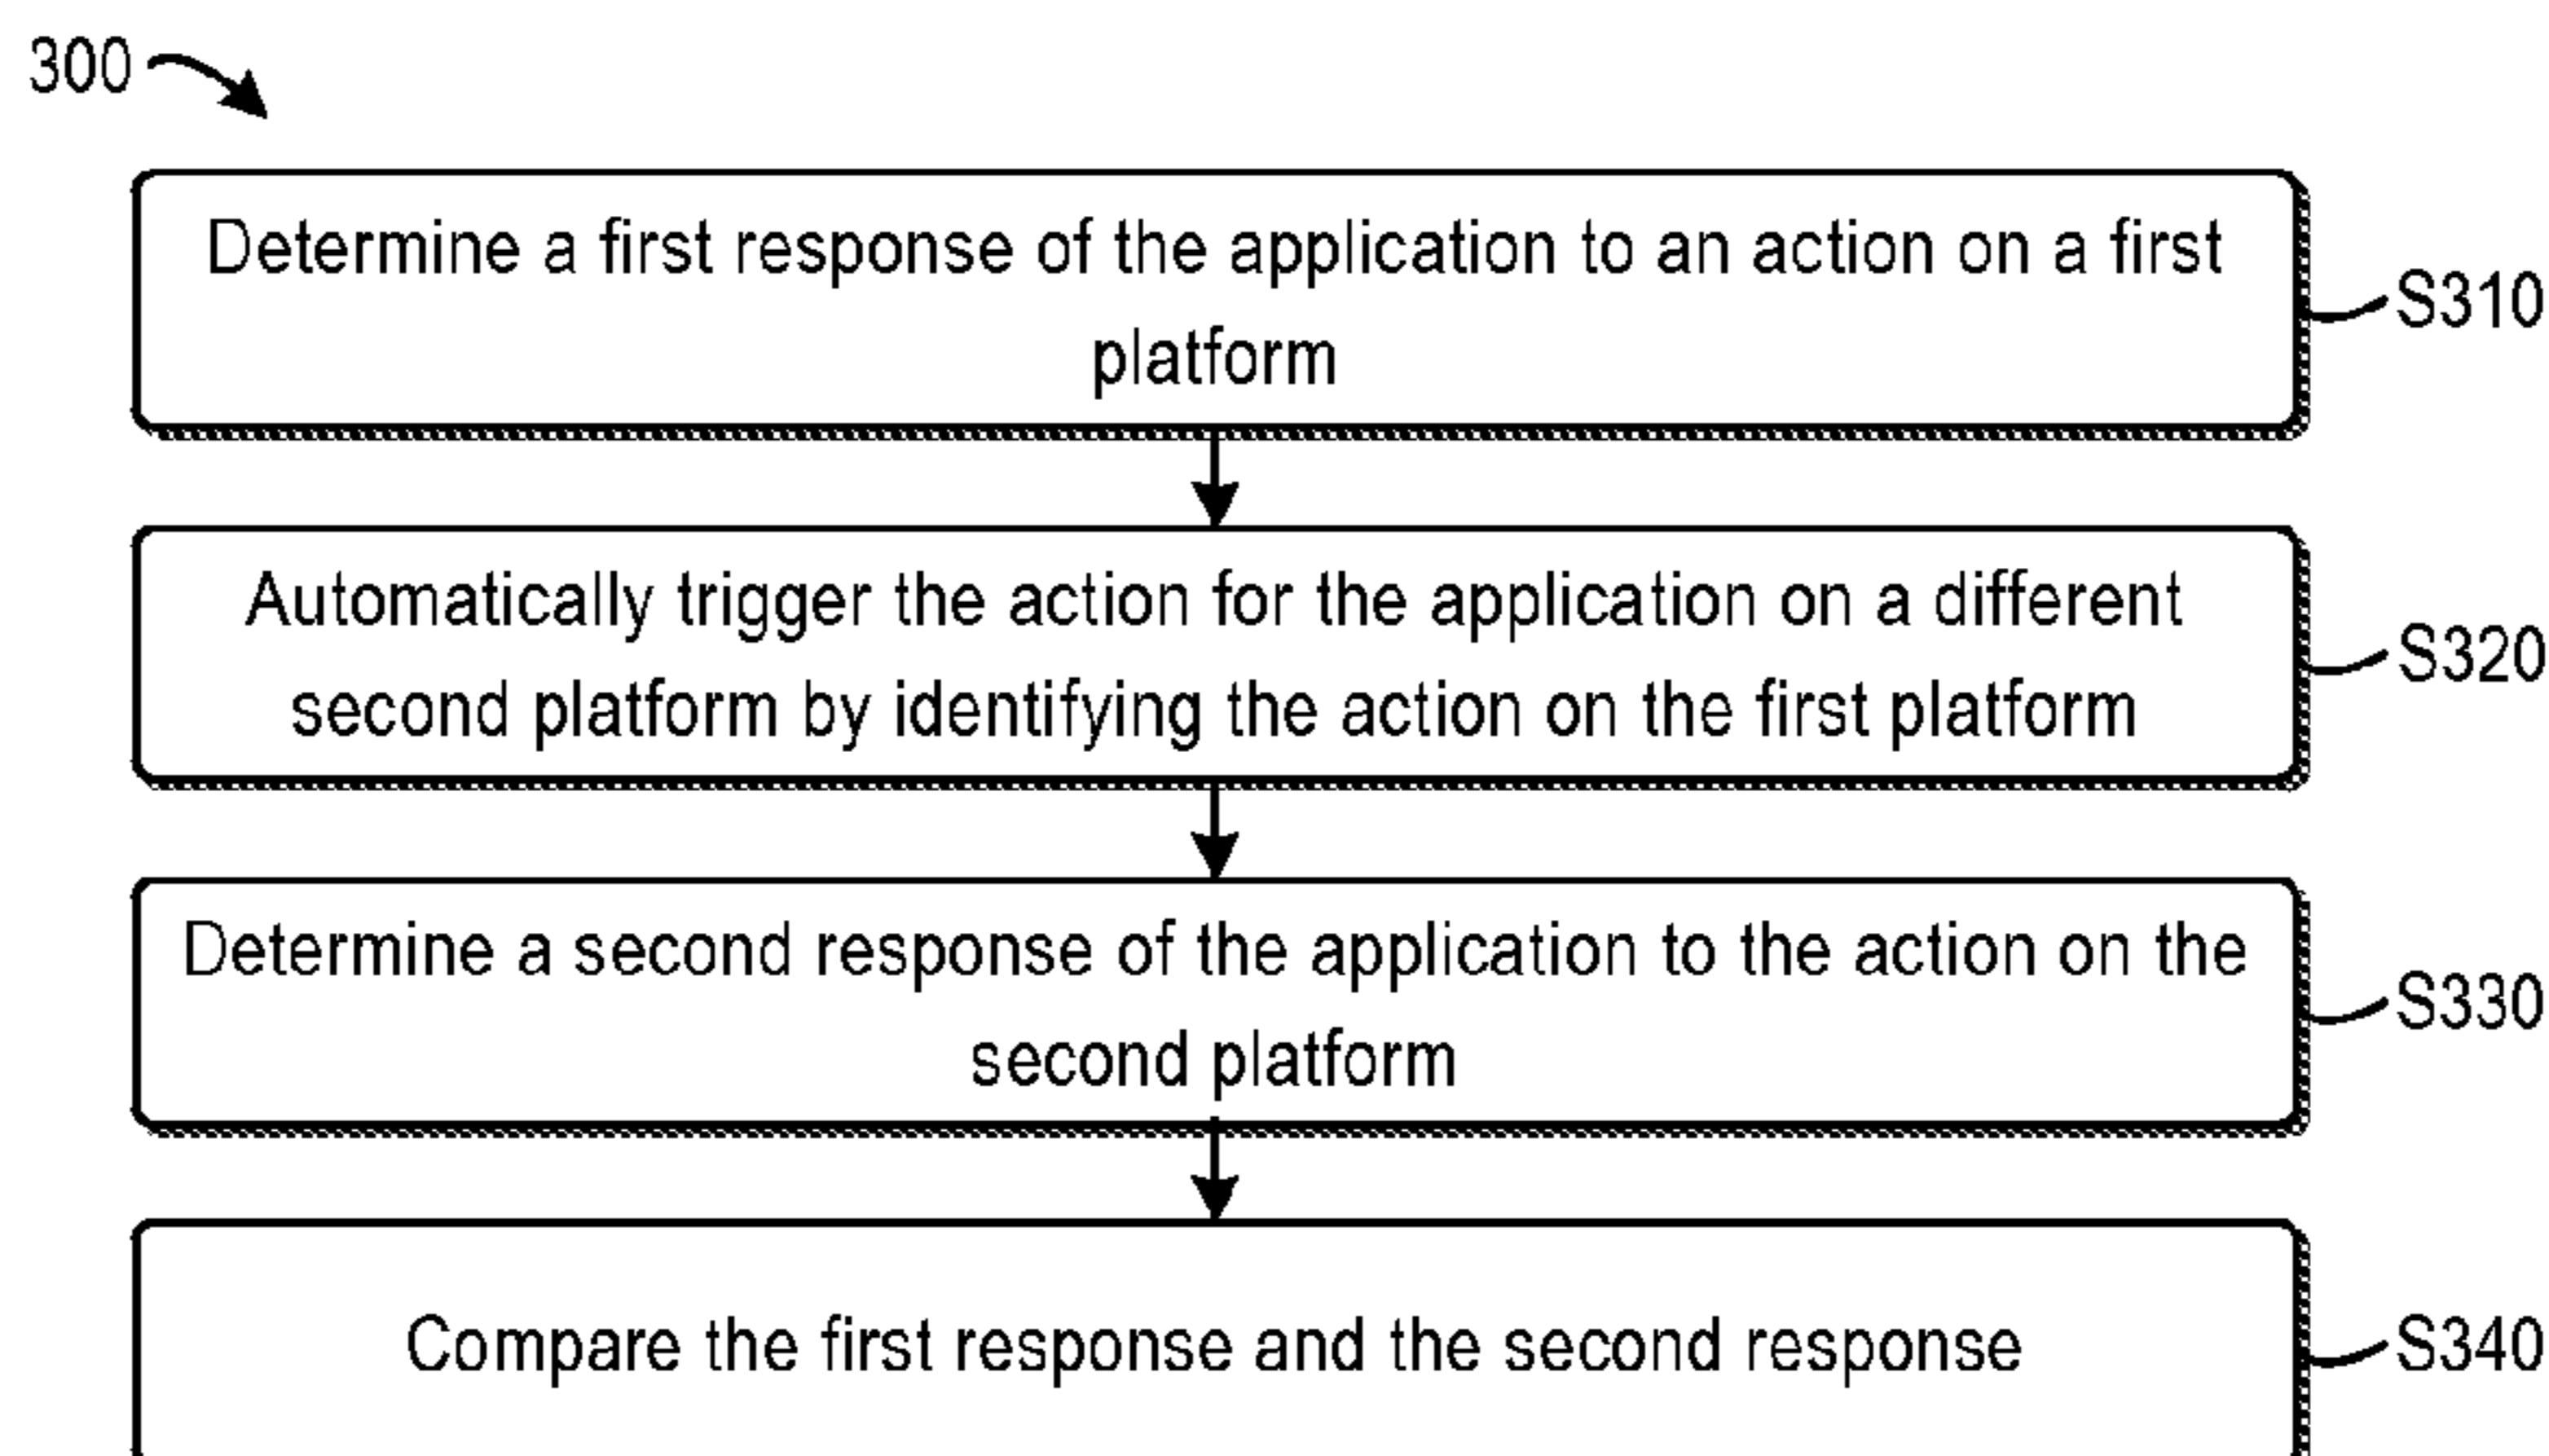 300
Determine a first response of the application to an action on a first
platform
S310
Automatically trigger the action for the application on a different
second platform by identifying the action on the first platform
S320
Determine a second response of the application to the action on the
second platform
S330
Compare the first response and the second response
S340